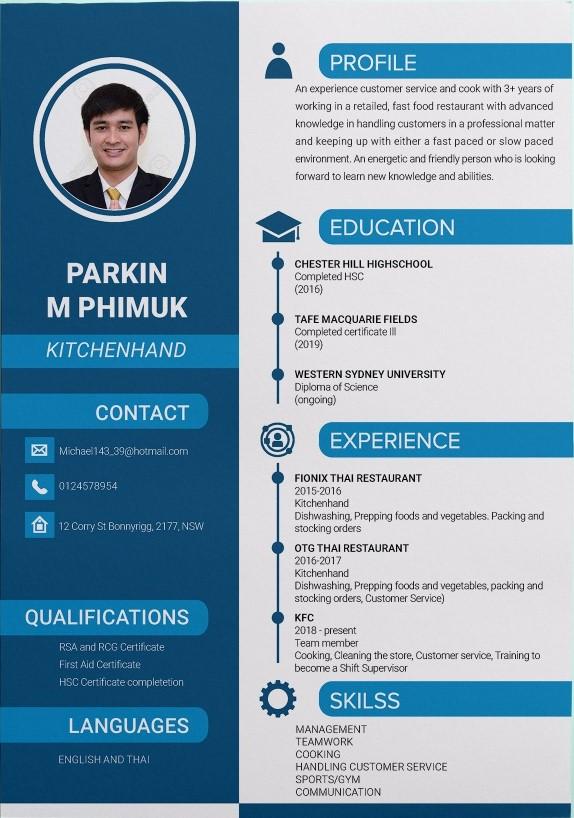 PARKIN
M PHIMUK
KITCHENHAND
CONTACT
Michael143_39@hotmail.com
0124578954
12 Corry St Bonnyrigg, 2177, NSW
QUALIFICATIONS
RSA and RCG Certificate
First Aid Certificate
HSC Certificate completetion
LANGUAGES
ENGLISH AND THAI
PROFILE
An experience customer service and cook with 3+ years of
working in a retailed, fast food restaurant with advanced
knowledge in handling customers in a professional matter
and keeping up with either a fast paced or slow paced
environment. An energetic and friendly person who is looking
forward to learn new knowledge and abilities.
EDUCATION
CHESTER HILL HIGHSCHOOL
Completed HSC
(2016)
TAFE MACQUARIE FIELDS
Completed certificate III
(2019)
WESTERN SYDNEY UNIVERSITY
Diploma of Science
(ongoing)
EXPERIENCE
FIONIX THAI RESTAURANT
2015-2016
Kitchenhand
Dishwashing, Prepping foods and vegetables. Packing and
stocking orders
OTG THAI RESTAURANT
2016-2017
Kitchenhand
Dishwashing, Prepping foods and vegetables, packing and
stocking orders, Customer Service)
KFC
2018 - present
Team member
Cooking, Cleaning the store, Customer service, Training to
become a Shift Supervisor
SKILSS
MANAGEMENT
TEAMWORK
COOKING
HANDLING CUSTOMER SERVICE
SPORTS/GYM
COMMUNICATION